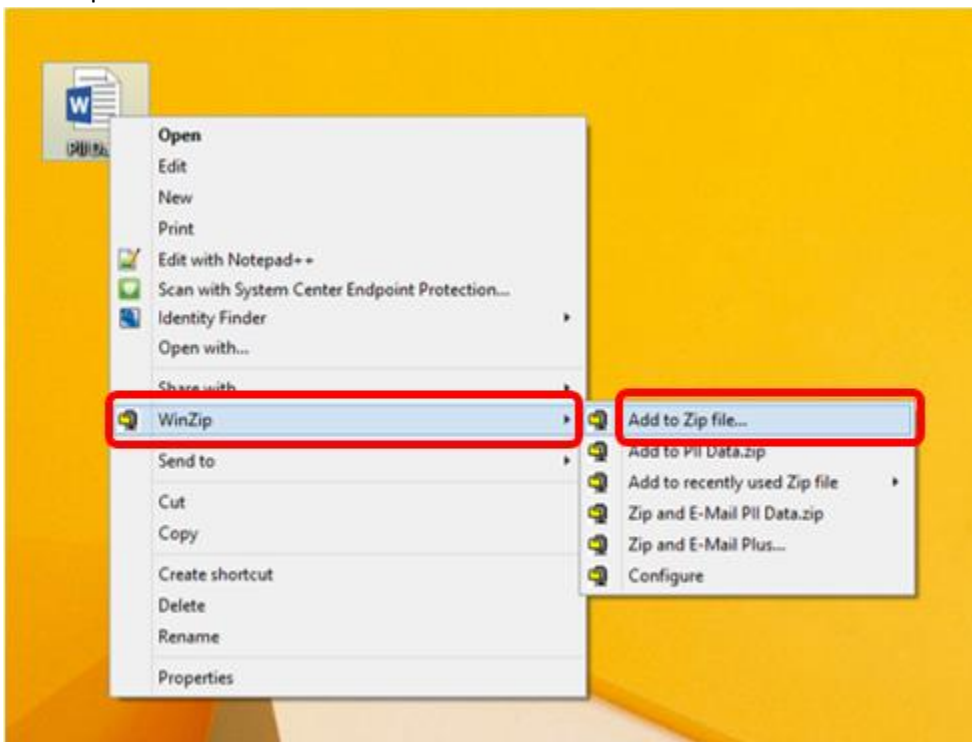 W
Open
Edit
New
Print
Edit with Notepad++
Scan with System Center Endpoint Protection...
Identity Finder
Open with...
Share with
WinZip
Send to
Cut
Copy
Create shortcut
Delete
Rename
Properties
Add to Zip file...
Add to PII Data.zip
Add to recently used Zip file
Zip and E-Mail PII Data.zip
Zip and E-Mail Plus...
Configure